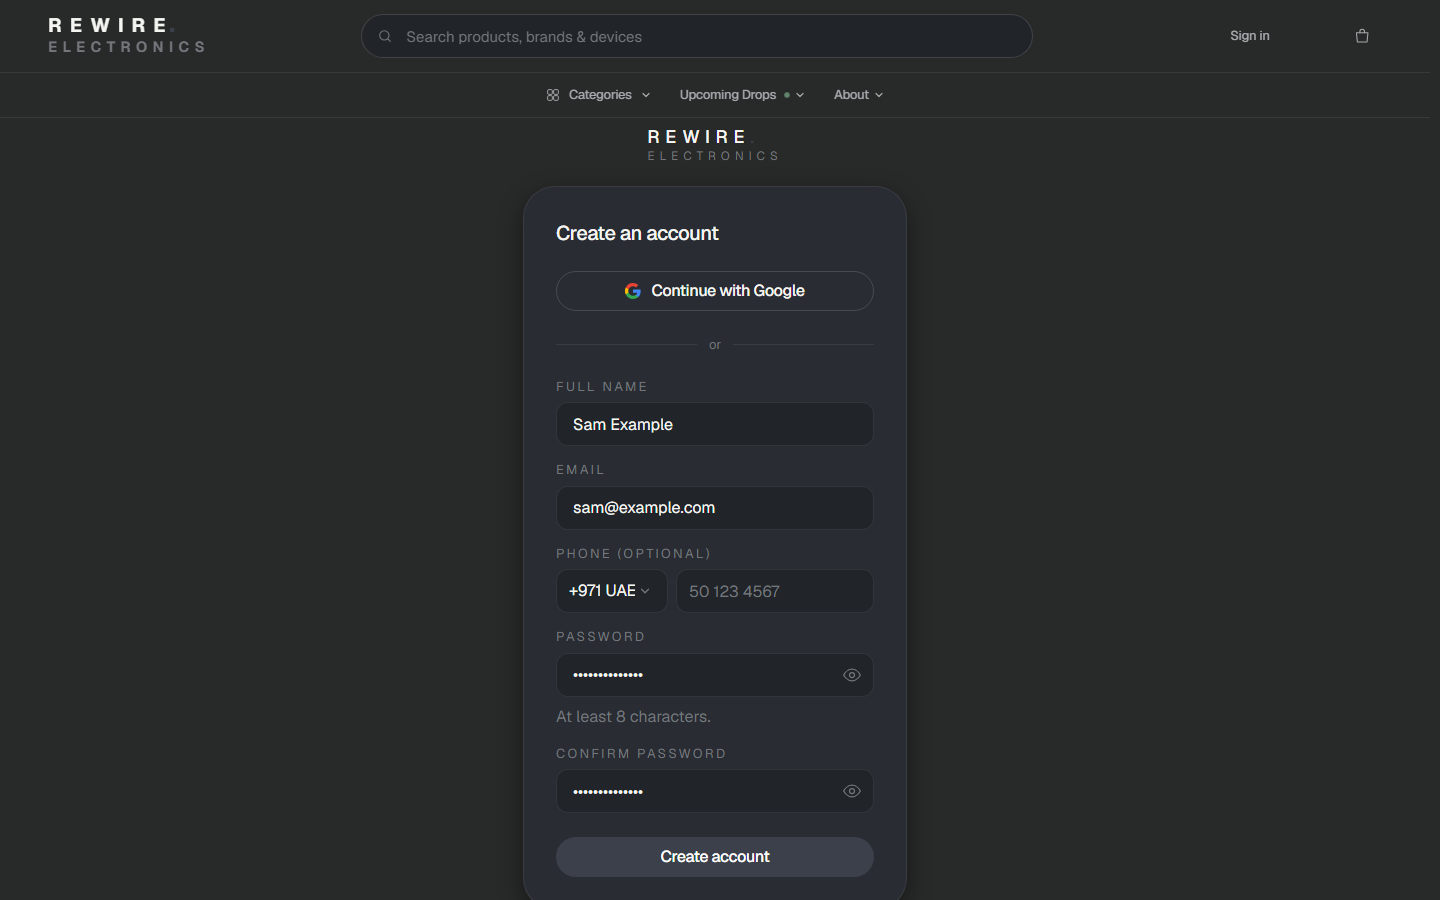 REWIRE.
ELECTRONICS
Search products, brands & devices
Sign in
Categories
Upcoming Drops
About
REWIRE.
ELECTRONICS
Create an account
Continue with Google
or
FULL NAME
Sam Example
EMAIL
sam@example.com
PHONE (OPTIONAL)
+971 UAE
50 123 4567
PASSWORD
••••••••••••••
At least 8 characters.
CONFIRM PASSWORD
••••••••••••••
Create account